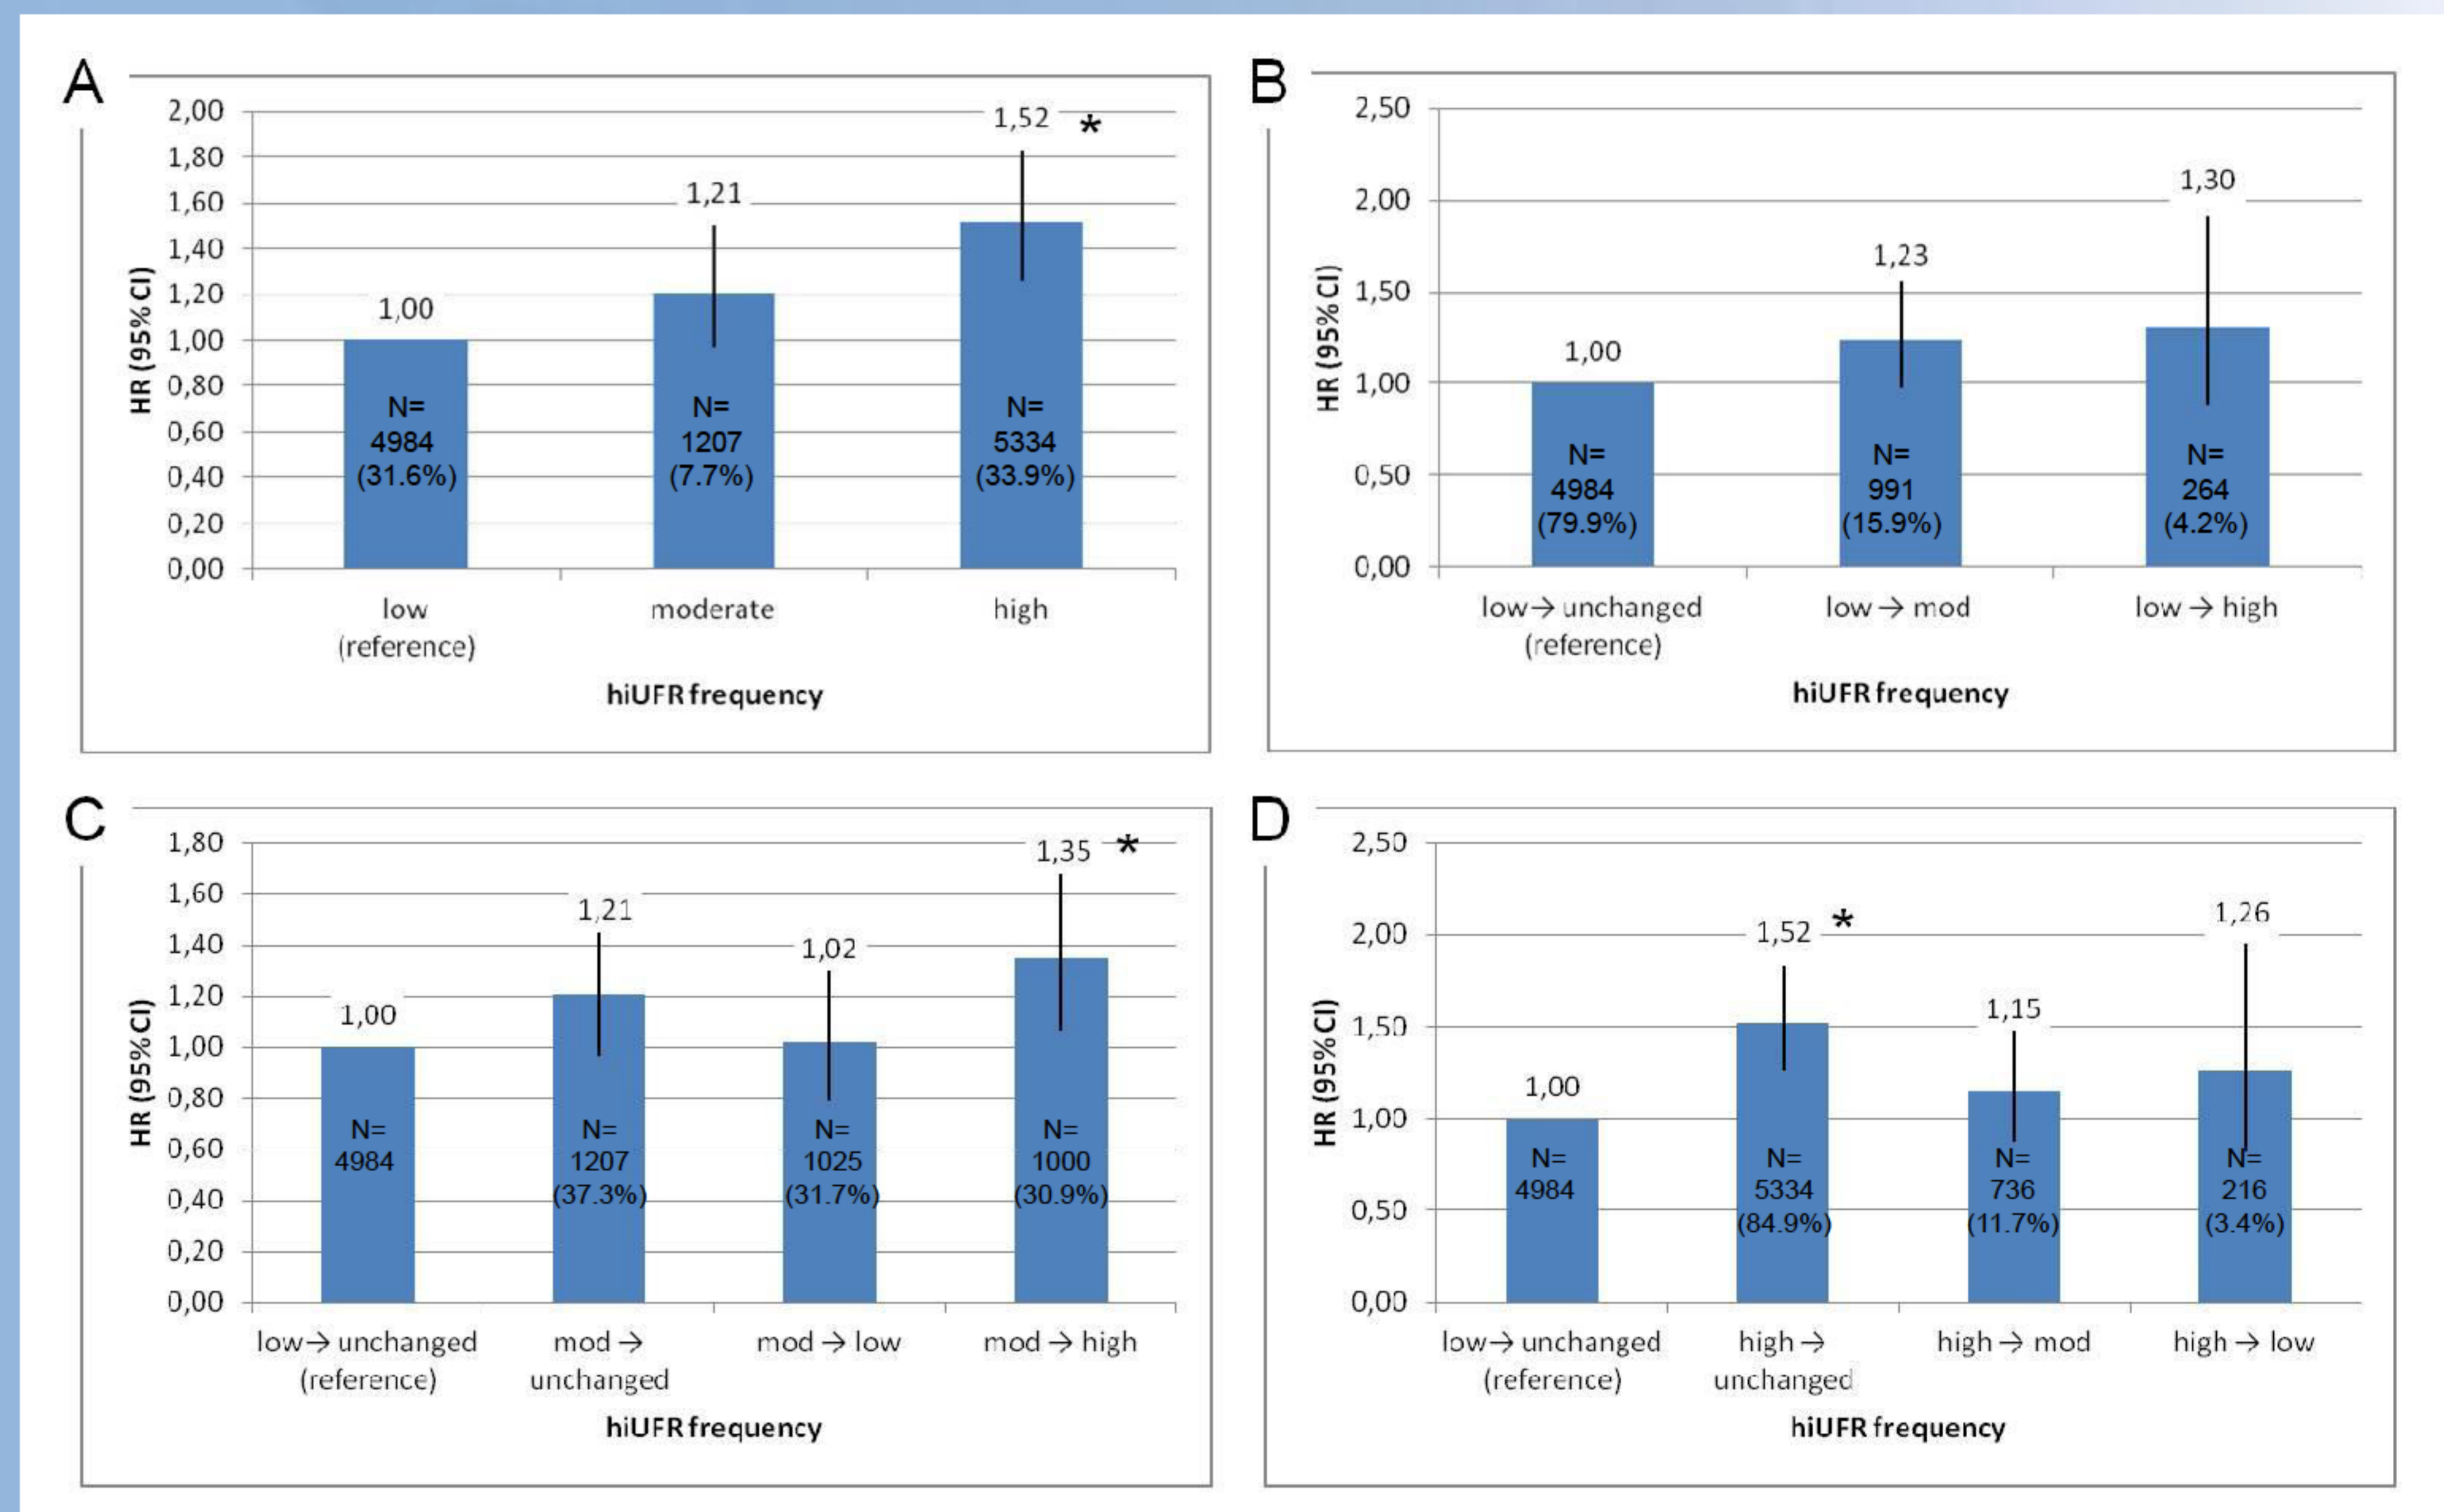 A
2,00
1,80
1,60
1,40
1,20
1,00
0,80
0,60
0,40
0,20
0,00
HR (95% CI)
1,00
1,21
1,52 *
N=
4984
(31.6%)
N=
1207
(7.7%)
N=
5334
(33.9%)
low
(reference)
moderate
high
hiUFR frequency
B
2,50
2,00
1,50
1,00
0,50
0,00
HR (95% CI)
1,00
1,23
1,30
N=
4984
(79.9%)
N=
991
(15.9%)
N=
264
(4.2%)
low→ unchanged
(reference)
low → mod
low → high
hiUFR frequency
C
1,80
1,60
1,40
1,20
1,00
0,80
0,60
0,40
0,20
0,00
HR (95% CI)
1,00
1,21
1,02
1,35 *
N=
4984
N=
1207
(37.3%)
N=
1025
(31.7%)
N=
1000
(30.9%)
low→ unchanged
(reference)
mod →
unchanged
mod → low
mod → high
hiUFR frequency
D
2,50
2,00
1,50
1,00
0,50
0,00
HR (95% CI)
1,00
1,52 *
1,15
1,26
N=
4984
N=
5334
(84.9%)
N=
736
(11.7%)
N=
216
(3.4%)
low→ unchanged
(reference)
high →
unchanged
high → mod
high → low
hiUFR frequency